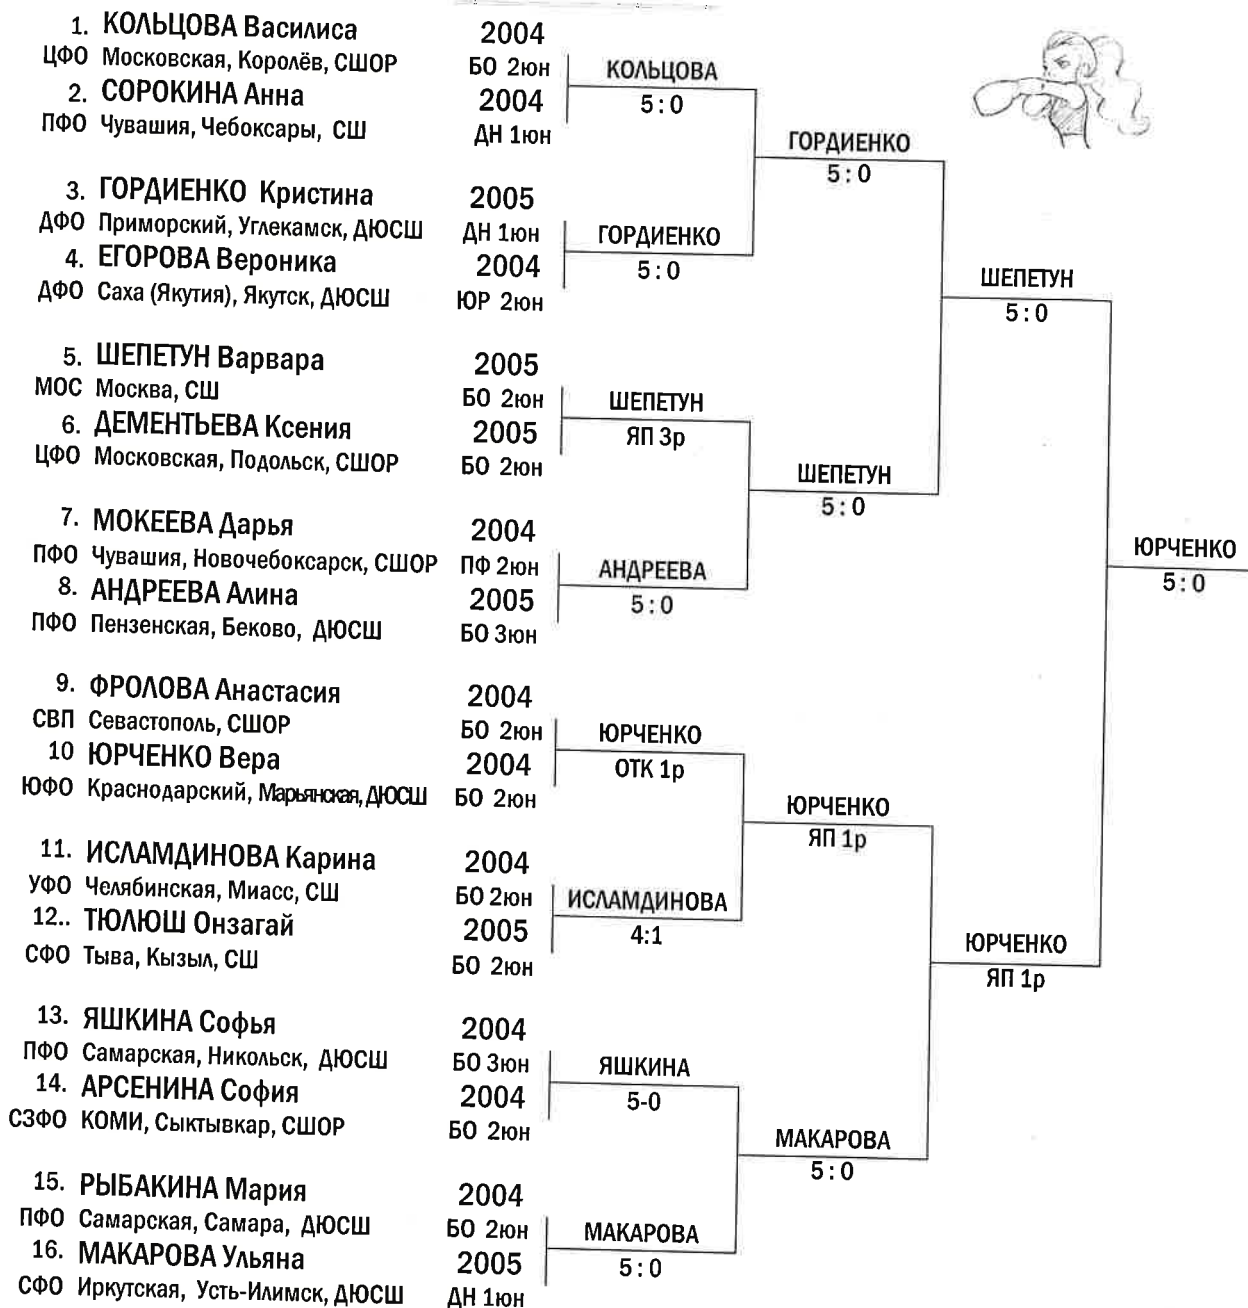 1. КОЛЬЦОВА Василиса 2004
ЦФО Московская, Королёв, СШОР БО 2юн
КОЛЬЦОВА
2. СОРОКИНА Анна 2004
5:0
ПФО Чувашия, Чебоксары, СШ ДН 1юн
ГОРДИЕНКО
5:0
3. ГОРДИЕНКО Кристина 2005
ДФО Приморский, Углекамск, ДЮСШ ДН 1юн
ГОРДИЕНКО
4. ЕГОРОВА Вероника 2004
5:0
ДФО Саха (Якутия), Якутск, ДЮСШ ЮР 2юн
ШЕПЕТУН
5:0
5. ШЕПЕТУН Варвара 2005
МОС Москва, СШ БО 2юн
ШЕПЕТУН
6. ДЕМЕНТЬЕВА Ксения 2005
ЯП 3р
ЦФО Московская, Подольск, СШОР БО 2юн
ШЕПЕТУН
5:0
7. МОКЕЕВА Дарья 2004
ПФО Чувашия, Новочебоксарск, СШОР ПФ 2юн
АНДРЕЕВА
8. АНДРЕЕВА Алина 2005
5:0
ПФО Пензенская, Беково, ДЮСШ БО 3юн
ЮРЧЕНКО
5:0
9. ФРОЛОВА Анастасия 2004
СВП Севастополь, СШОР БО 2юн
ЮРЧЕНКО
10 ЮРЧЕНКО Вера 2004
ОТК 1р
ЮФО Краснодарский, Марьянская, ДЮСШ БО 2юн
ЮРЧЕНКО
ЯП 1р
11. ИСЛАМДИНОВА Карина 2004
УФО Челябинская, Миасс, СШ БО 2юн
ИСЛАМДИНОВА
12.. ТЮЛЮШ Онзагай 2005
4:1
СФО Тыва, Кызыл, СШ БО 2юн
ЮРЧЕНКО
ЯП 1р
13. ЯШКИНА Софья 2004
ПФО Самарская, Никольск, ДЮСШ БО 3юн
ЯШКИНА
14. АРСЕНИНА София 2004
5-0
СЗФО КОМИ, Сыктывкар, СШОР БО 2юн
МАКАРОВА
5:0
15. РЫБАКИНА Мария 2004
ПФО Самарская, Самара, ДЮСШ БО 2юн
МАКАРОВА
16. МАКАРОВА Ульяна 2005
5:0
СФО Иркутская, Усть-Илимск, ДЮСШ ДН 1юн